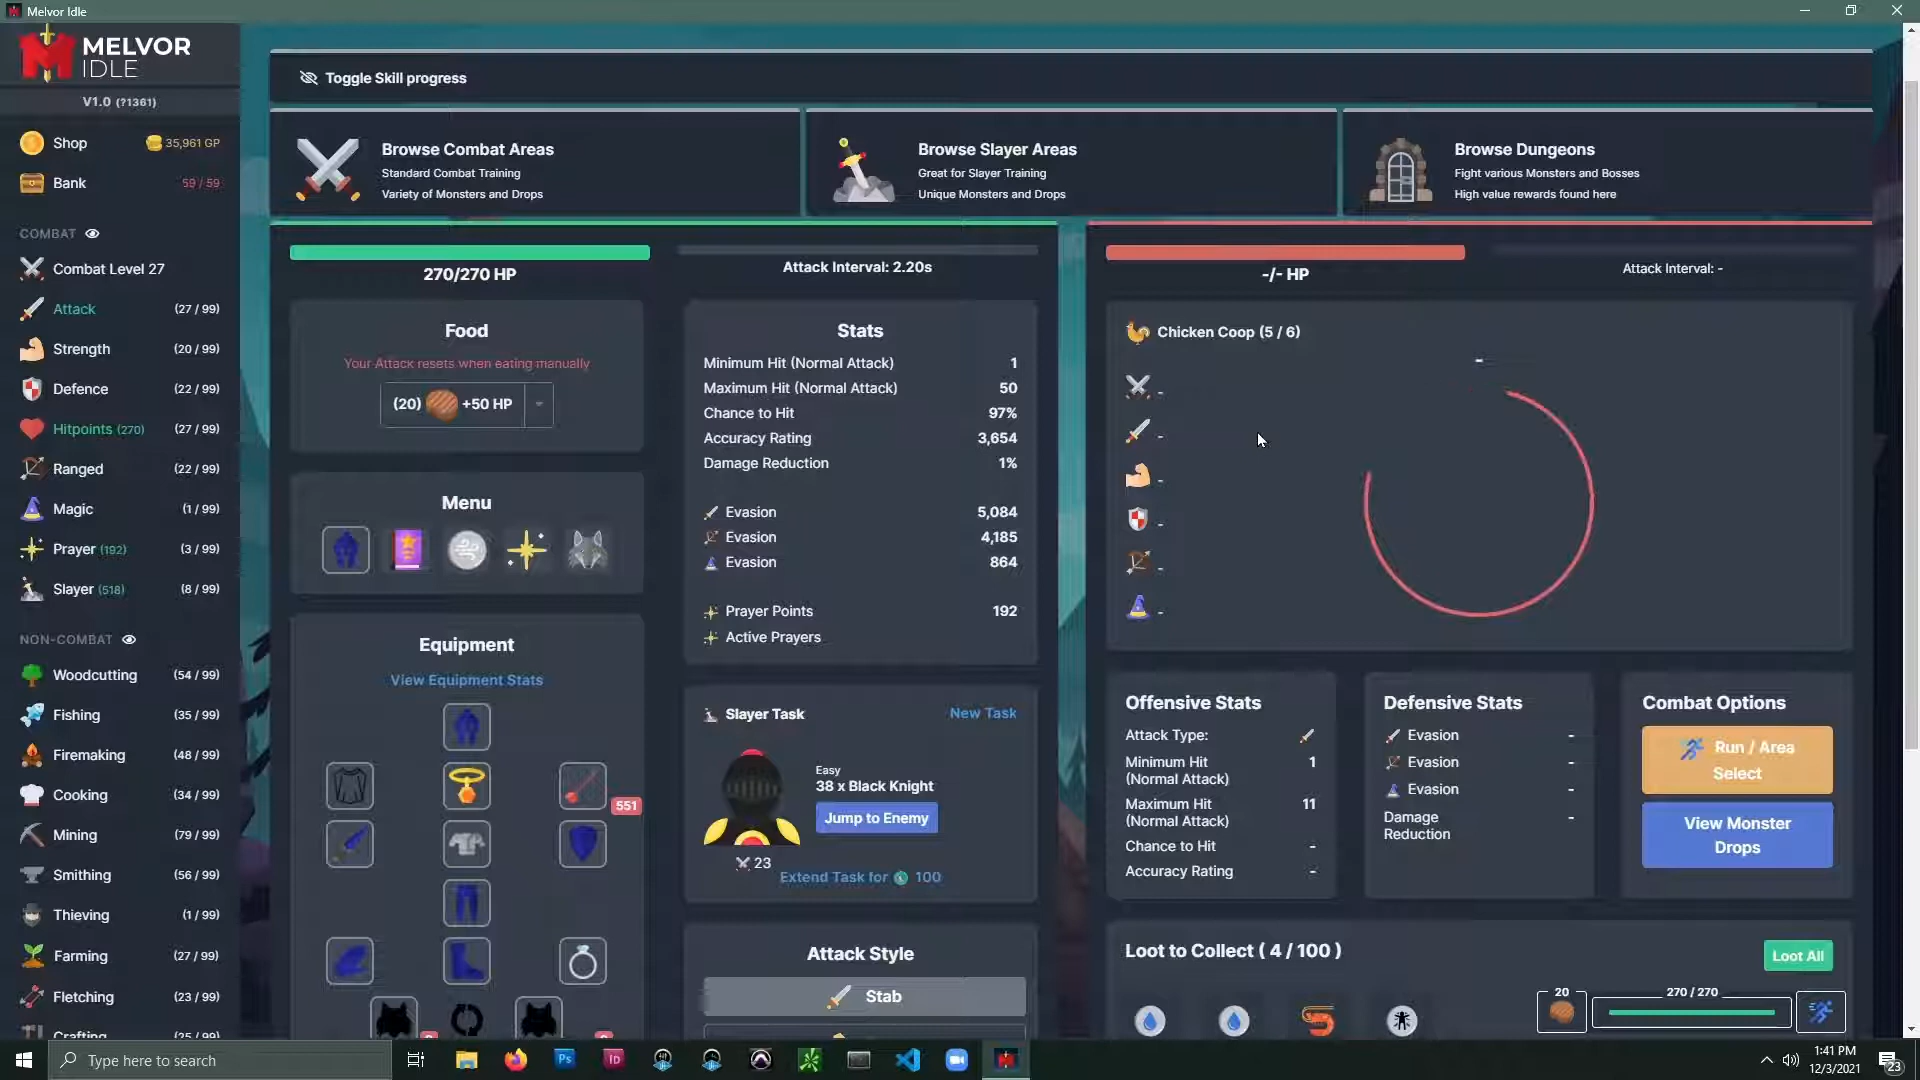 Melvor Idle
MELVOR
IDLE
V1.0 (?1361)
Shop
35,961 GP
Bank
59 / 59
COMBAT
Combat Level 27
Attack
(27 / 99)
Strength
(20 / 99)
Defence
(22 / 99)
Hitpoints (270)
(27 / 99)
Ranged
(22 / 99)
Magic
(1 / 99)
Prayer (192)
(3 / 99)
Slayer (518)
(8 / 99)
NON-COMBAT
Woodcutting
(54 / 99)
Fishing
(35 / 99)
Firemaking
(48 / 99)
Cooking
(34 / 99)
Mining
(79 / 99)
Smithing
(56 / 99)
Thieving
(1 / 99)
Farming
(27 / 99)
Fletching
(23 / 99)
Crafting
(25 / 99)
Toggle Skill progress
Browse Combat Areas
Standard Combat Training
Variety of Monsters and Drops
Browse Slayer Areas
Great for Slayer Training
Unique Monsters and Drops
Browse Dungeons
Fight various Monsters and Bosses
High value rewards found here
270/270 HP
Attack Interval: 2.20s
Food
Your Attack resets when eating manually
(20) +50 HP
Menu
Equipment
View Equipment Stats
551
Stats
Minimum Hit (Normal Attack) 1
Maximum Hit (Normal Attack) 50
Chance to Hit 97%
Accuracy Rating 3,654
Damage Reduction 1%
Evasion 5,084
Evasion 4,185
Evasion 864
Prayer Points 192
Active Prayers
Slayer Task
New Task
Easy
38 x Black Knight
Jump to Enemy
23
Extend Task for 100
Attack Style
Stab
-/- HP
Attack Interval: -
Chicken Coop (5 / 6)
-
-
-
-
-
-
-
Offensive Stats
Attack Type:
Minimum Hit
(Normal Attack) 1
Maximum Hit
(Normal Attack) 11
Chance to Hit -
Accuracy Rating -
Defensive Stats
Evasion -
Evasion -
Evasion -
Damage
Reduction -
Combat Options
Run / Area
Select
View Monster
Drops
Loot to Collect ( 4 / 100 )
Loot All
20
270 / 270
Type here to search
Ps
ID
1:41 PM
12/3/2021
23